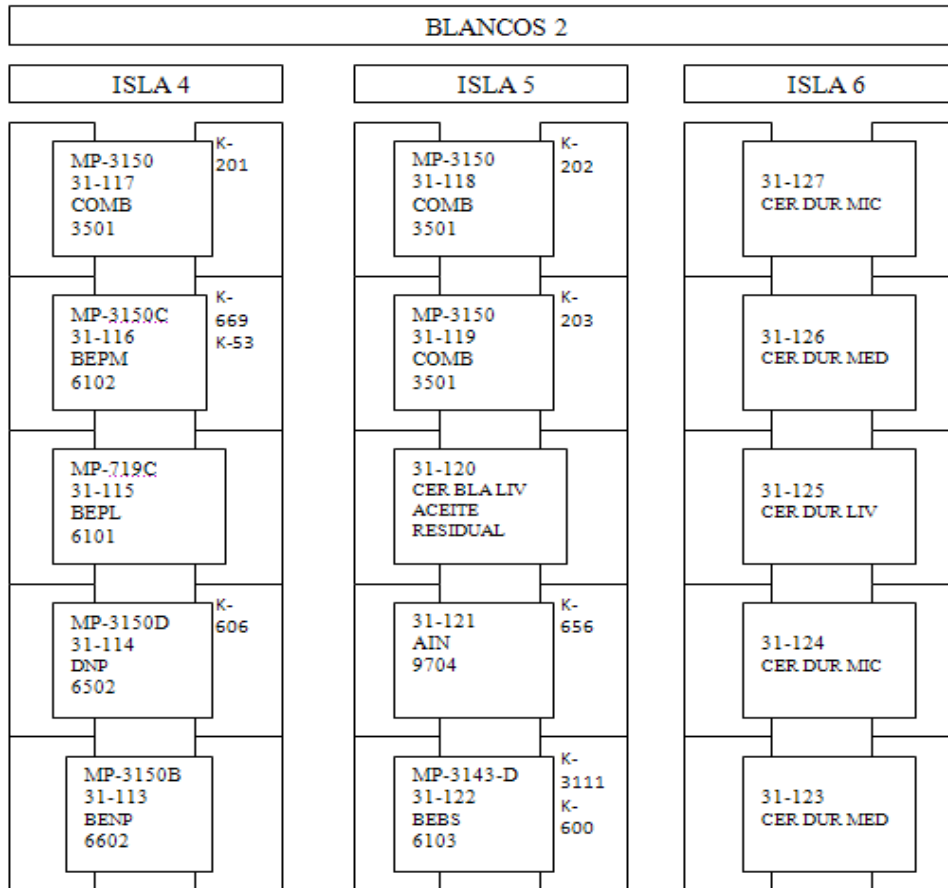 BLANCOS 2
ISLA 4
MP-3150
31-117
COMB
3501
K-
201
MP-3150C
31-116
BEPM
6102
K-
669
K-53
MP-719C
31-115
BEPL
6101
MP-3150D
31-114
DNP
6502
K-
606
MP-3150B
31-113
BENP
6602
ISLA 5
MP-3150
31-118
COMB
3501
K-
202
MP-3150
31-119
COMB
3501
K-
203
31-120
CER BLA LIV
ACEITE
RESIDUAL
31-121
AIN
9704
K-
656
MP-3143-D
31-122
BEBS
6103
K-
3111
K-
600
ISLA 6
31-127
CER DUR MIC
31-126
CER DUR MED
31-125
CER DUR LIV
31-124
CER DUR MIC
31-123
CER DUR MED